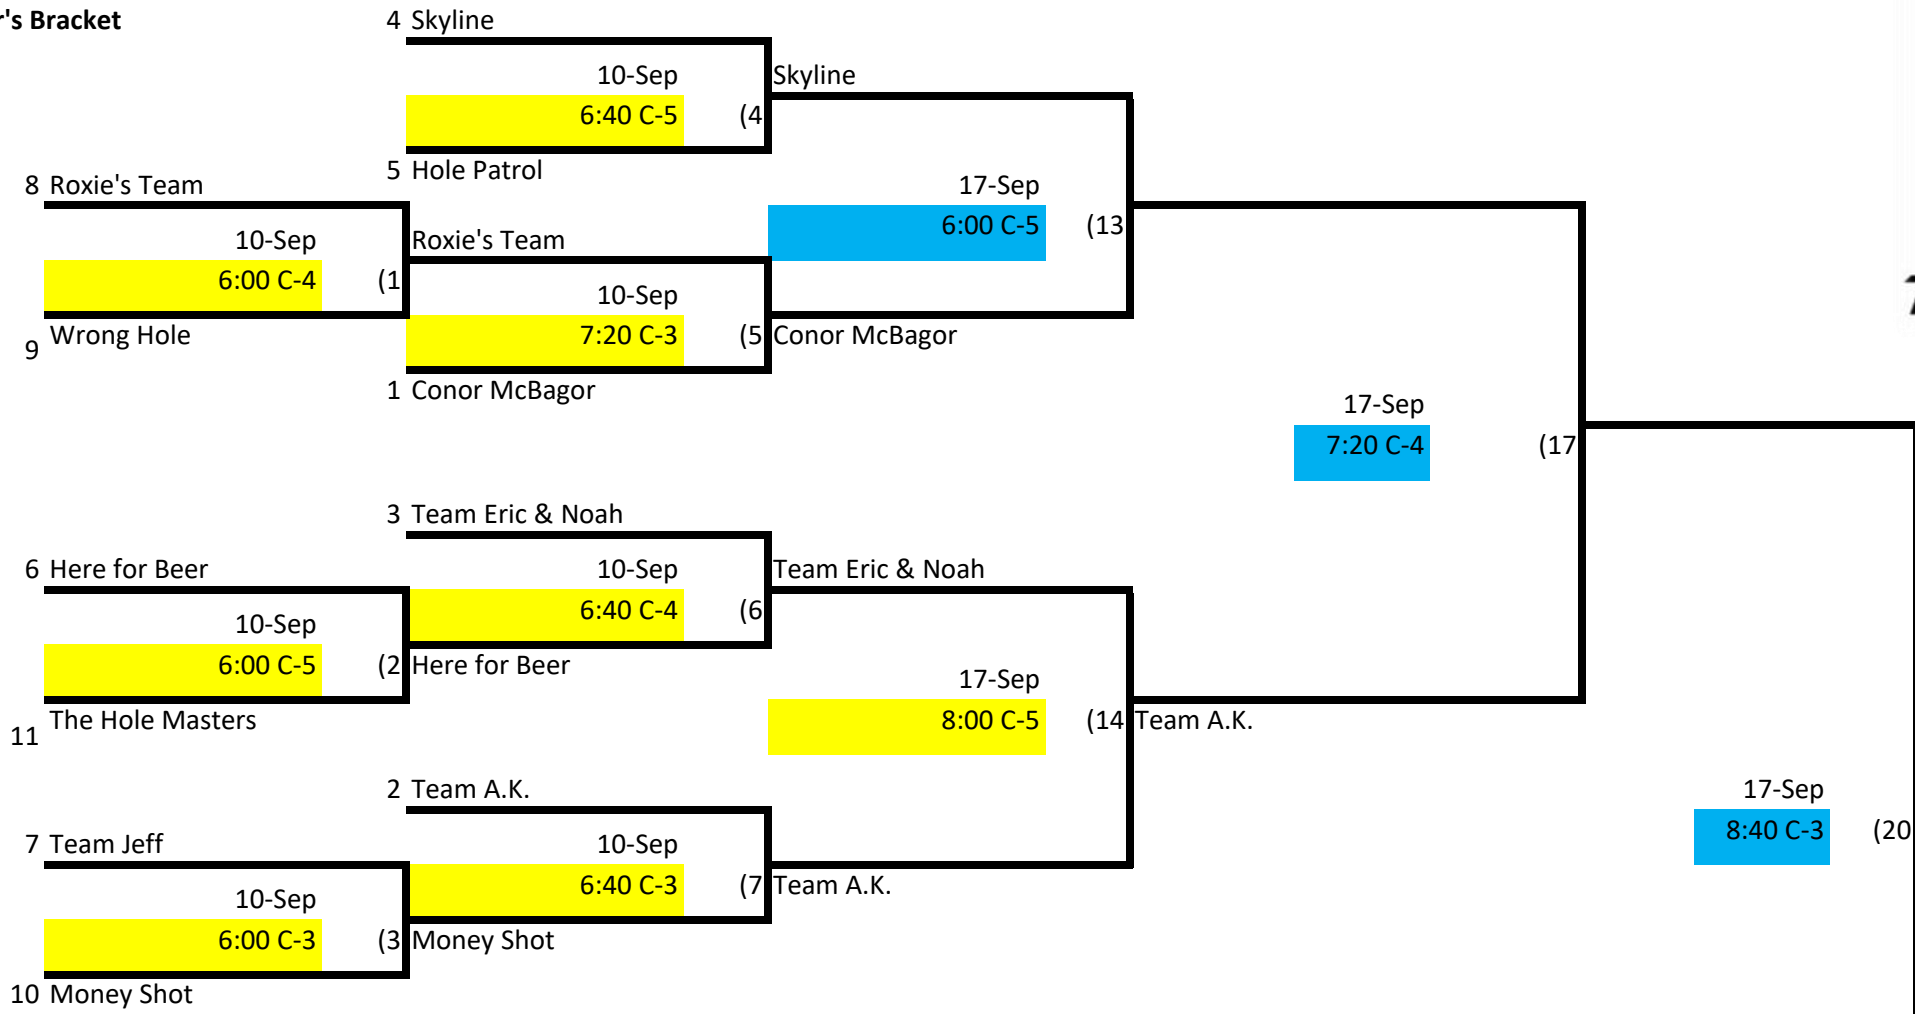 r's Bracket
4 Skyline
10-Sep
Skyline
6:40 C-5 (4
5 Hole Patrol
8 Roxie's Team
17-Sep
6:00 C-5 (13
10-Sep
Roxie's Team
6:00 C-4 (1
10-Sep
9 Wrong Hole
7:20 C-3 (5 Conor McBagor
1 Conor McBagor
17-Sep
7:20 C-4 (17
3 Team Eric & Noah
6 Here for Beer
10-Sep
Team Eric & Noah
6:40 C-4 (6
10-Sep
6:00 C-5 (2 Here for Beer
17-Sep
11 The Hole Masters
8:00 C-5 (14 Team A.K.
2 Team A.K.
17-Sep
8:40 C-3 (20
7 Team Jeff
10-Sep
6:40 C-3 (7 Team A.K.
10-Sep
6:00 C-3 (3 Money Shot
10 Money Shot